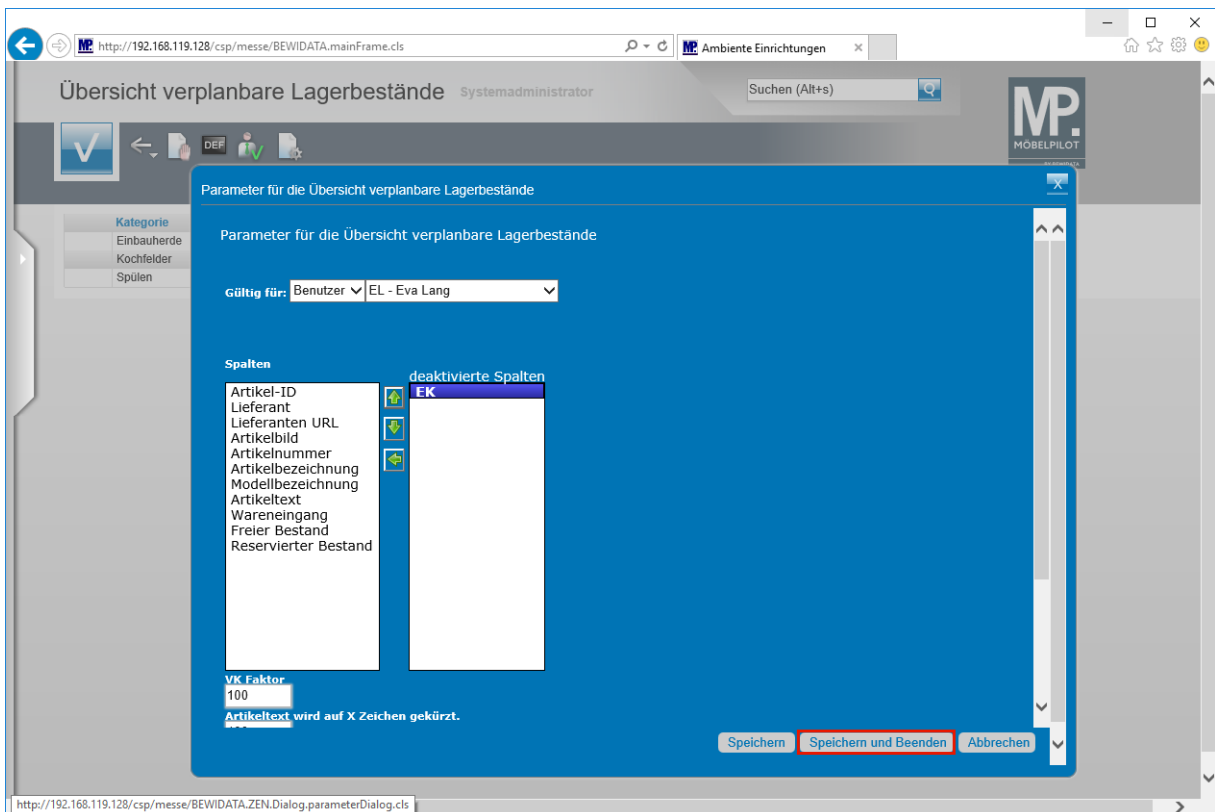 http://192.168.119.128/csp/messe/BEWIDATA.mainFrame.cls
MP. Ambiente Einrichtungen
Übersicht verplanbare Lagerbestände Systemadministrator
Suchen (Alt+s)
MP.
MÖBELPILOT
DEF
Parameter für die Übersicht verplanbare Lagerbestände
X
Kategorie
Einbauherde
Kochfelder
Spülen
Parameter für die Übersicht verplanbare Lagerbestände
Gültig für: Benutzer EL - Eva Lang
Spalten
deaktivierte Spalten
Artikel-ID
Lieferant
Lieferanten URL
Artikelbild
Artikelnummer
Artikelbezeichnung
Modellbezeichnung
Artikeltext
Wareneingang
Freier Bestand
Reservierter Bestand
EK
VK Faktor
100
Artikeltext wird auf X Zeichen gekürzt.
Speichern Speichern und Beenden Abbrechen
http://192.168.119.128/csp/messe/BEWIDATA.ZEN.Dialog.parameterDialog.cls